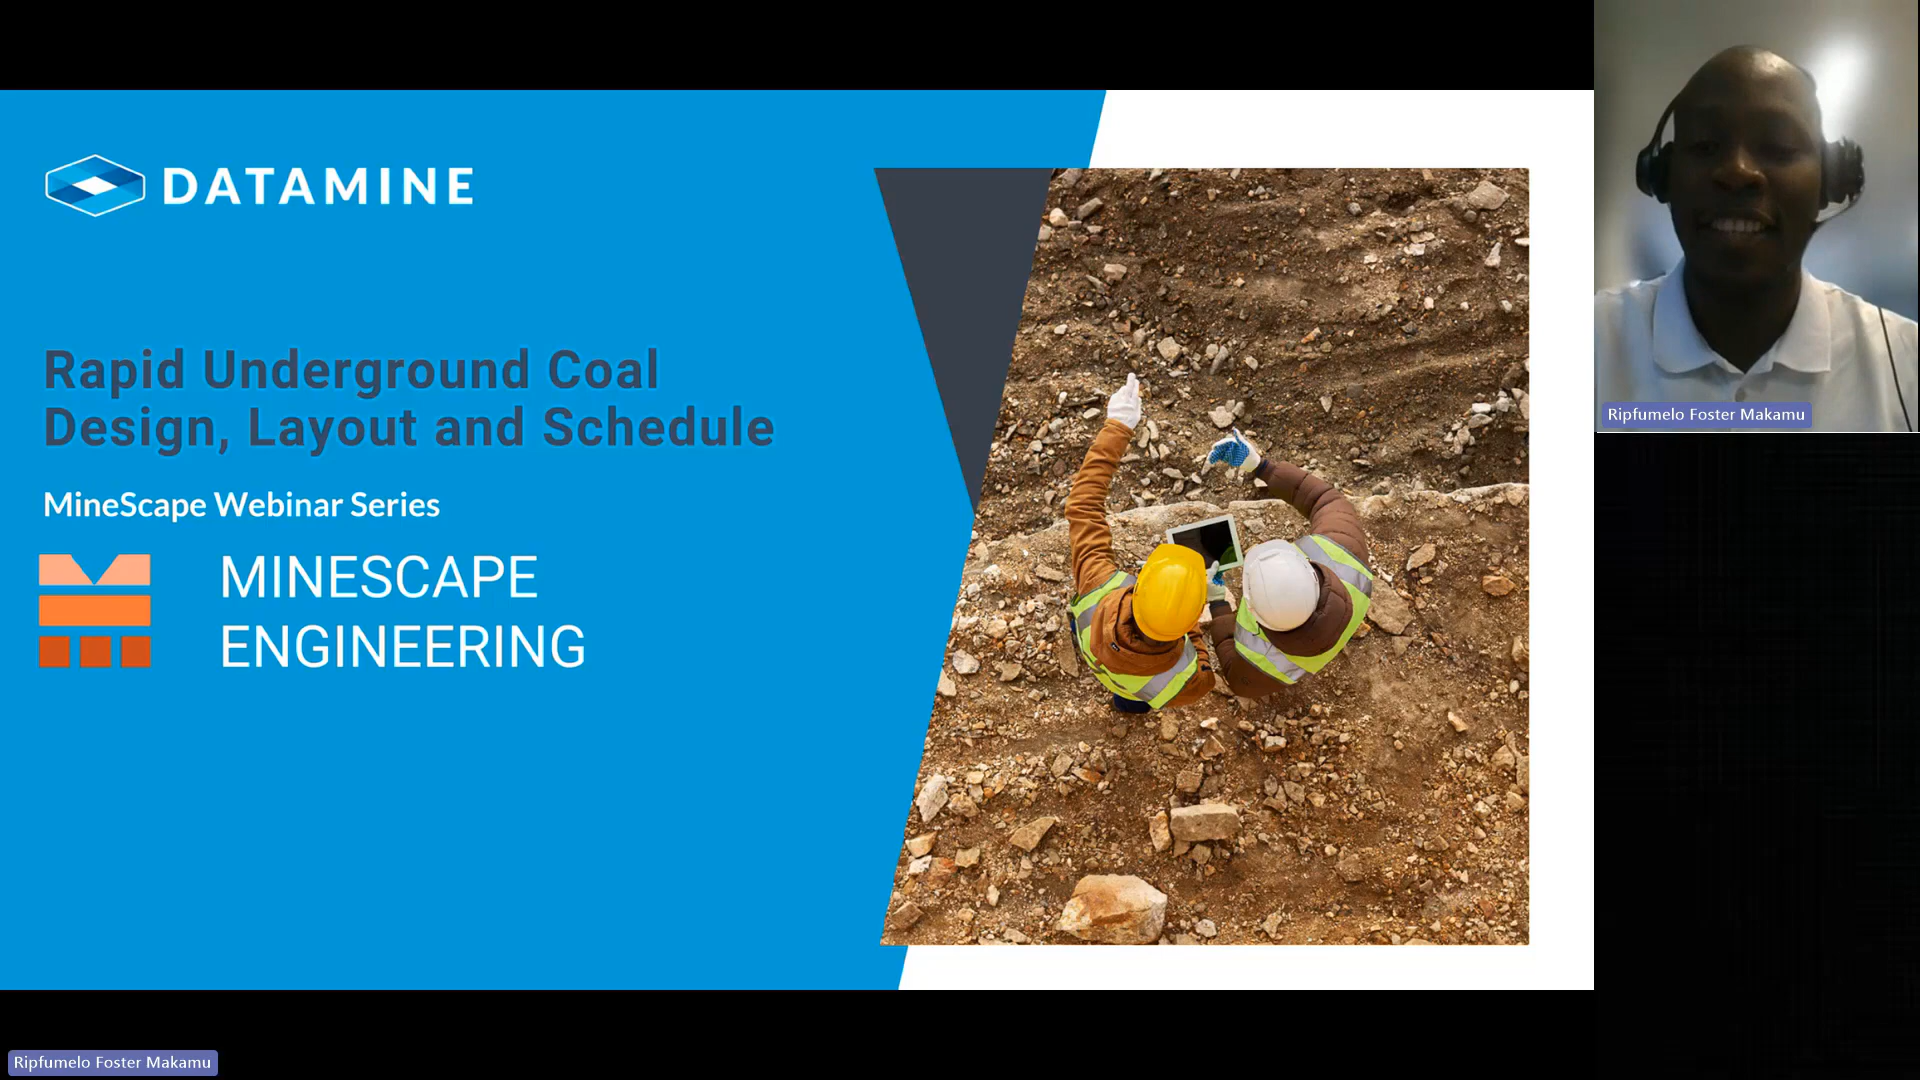 DATAMINE
Rapid Underground Coal
Design, Layout and Schedule
MineScape Webinar Series
MINESCAPE
ENGINEERING
Ripfumelo Foster Makamu
Ripfumelo Foster Makamu